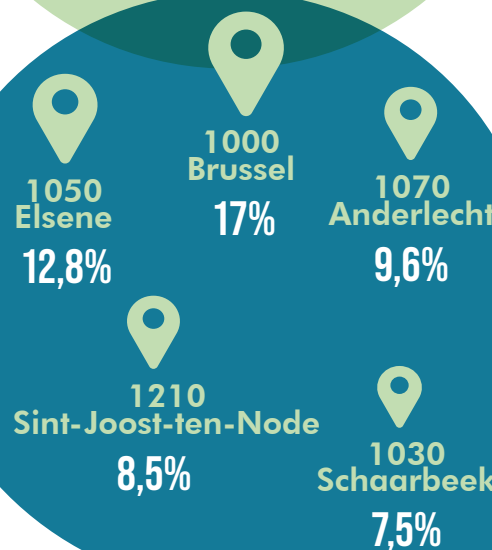 1000
Brussel
17%
1050
Elsene
12,8%
1070
Anderlecht
9,6%
1210
Sint-Joost-ten-Node
8,5%
1030
Schaarbeek
7,5%